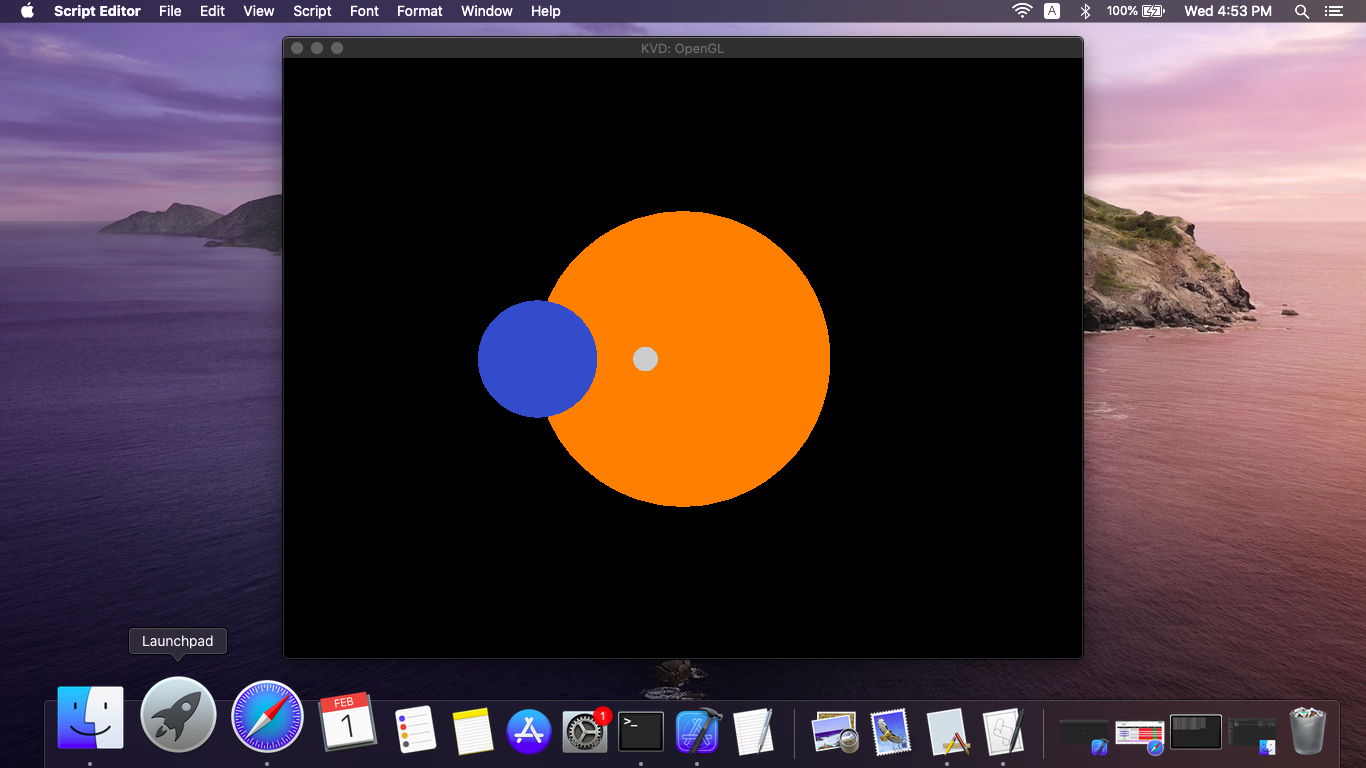 Script Editor File Edit View Script Font Format Window Help A 100% Wed 4:53 PM
KVD: OpenGL
Launchpad
FEB
1
1
>_